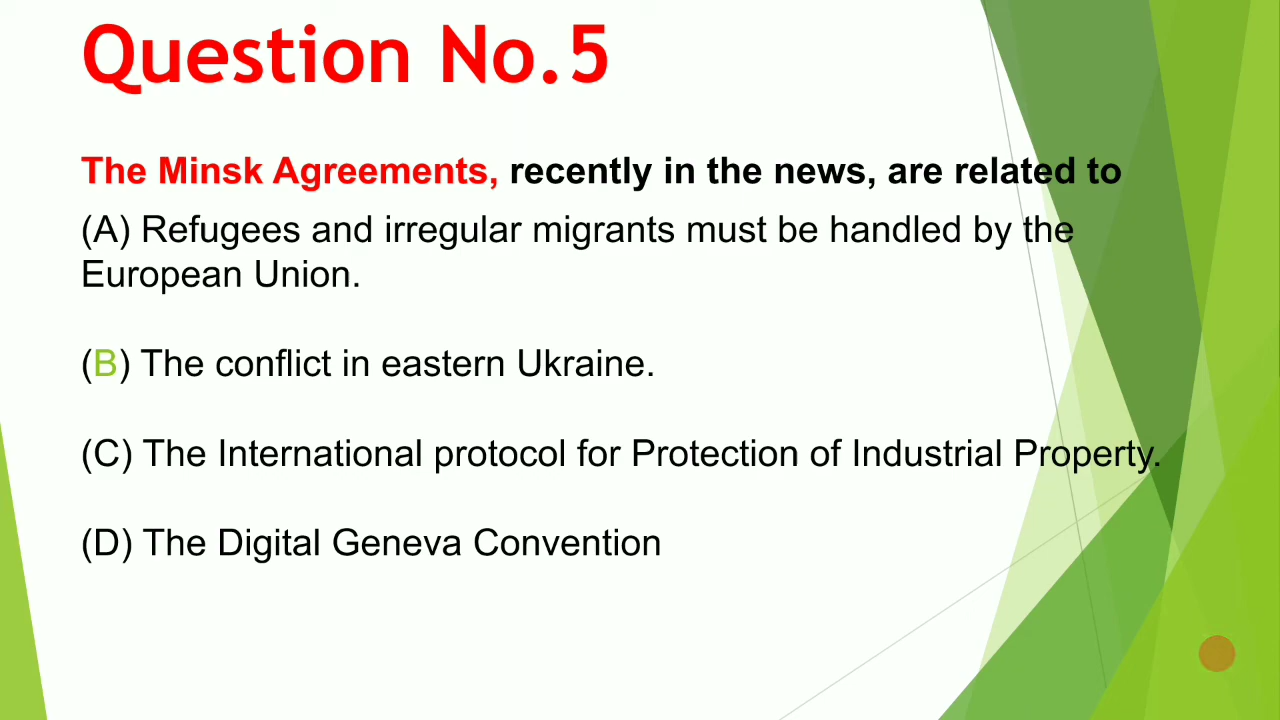 Question No.5
The Minsk Agreements, recently in the news, are related to
(A) Refugees and irregular migrants must be handled by the
European Union.
(B) The conflict in eastern Ukraine.
(C) The International protocol for Protection of Industrial Property.
(D) The Digital Geneva Convention